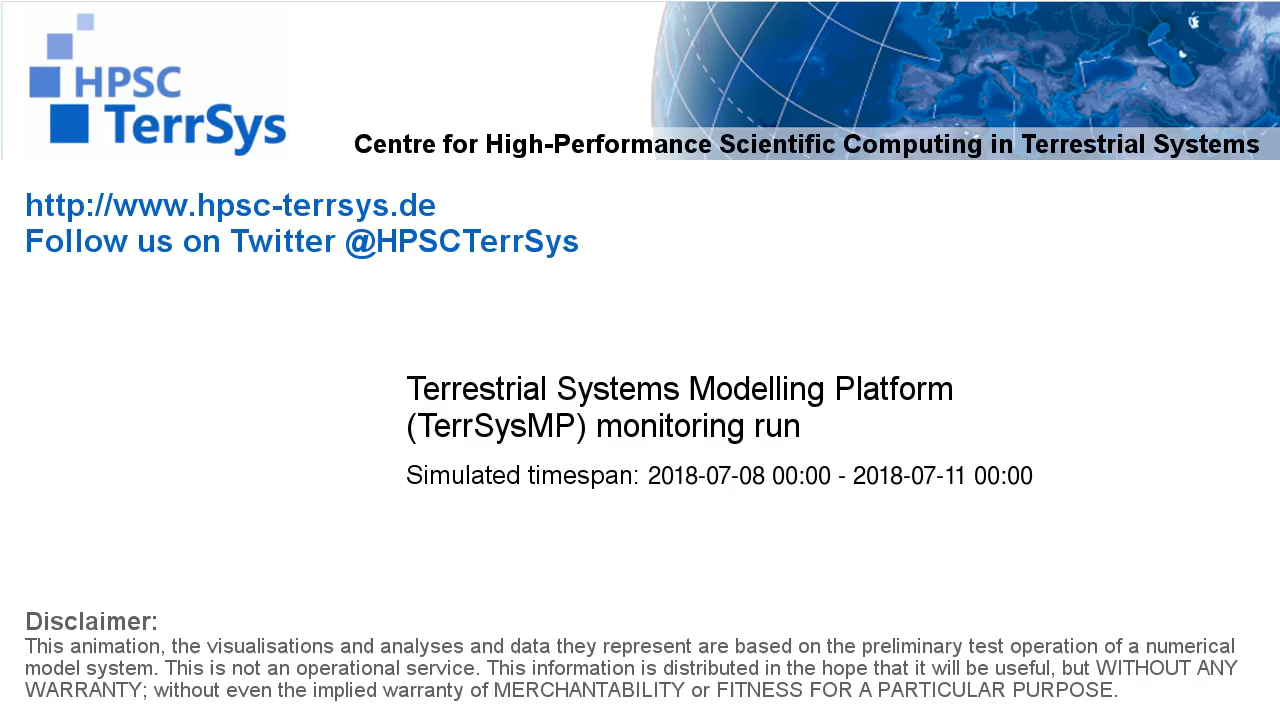 HPSC
TerrSys
Centre for High-Performance Scientific Computing in Terrestrial Systems
http://www.hpsc-terrsys.de
Follow us on Twitter @HPSCTerrSys
Terrestrial Systems Modelling Platform
(TerrSysMP) monitoring run
Simulated timespan: 2018-07-08 00:00 - 2018-07-11 00:00
Disclaimer:
This animation, the visualisations and analyses and data they represent are based on the preliminary test operation of a numerical
model system. This is not an operational service. This information is distributed in the hope that it will be useful, but WITHOUT ANY
WARRANTY; without even the implied warranty of MERCHANTABILITY or FITNESS FOR A PARTICULAR PURPOSE.